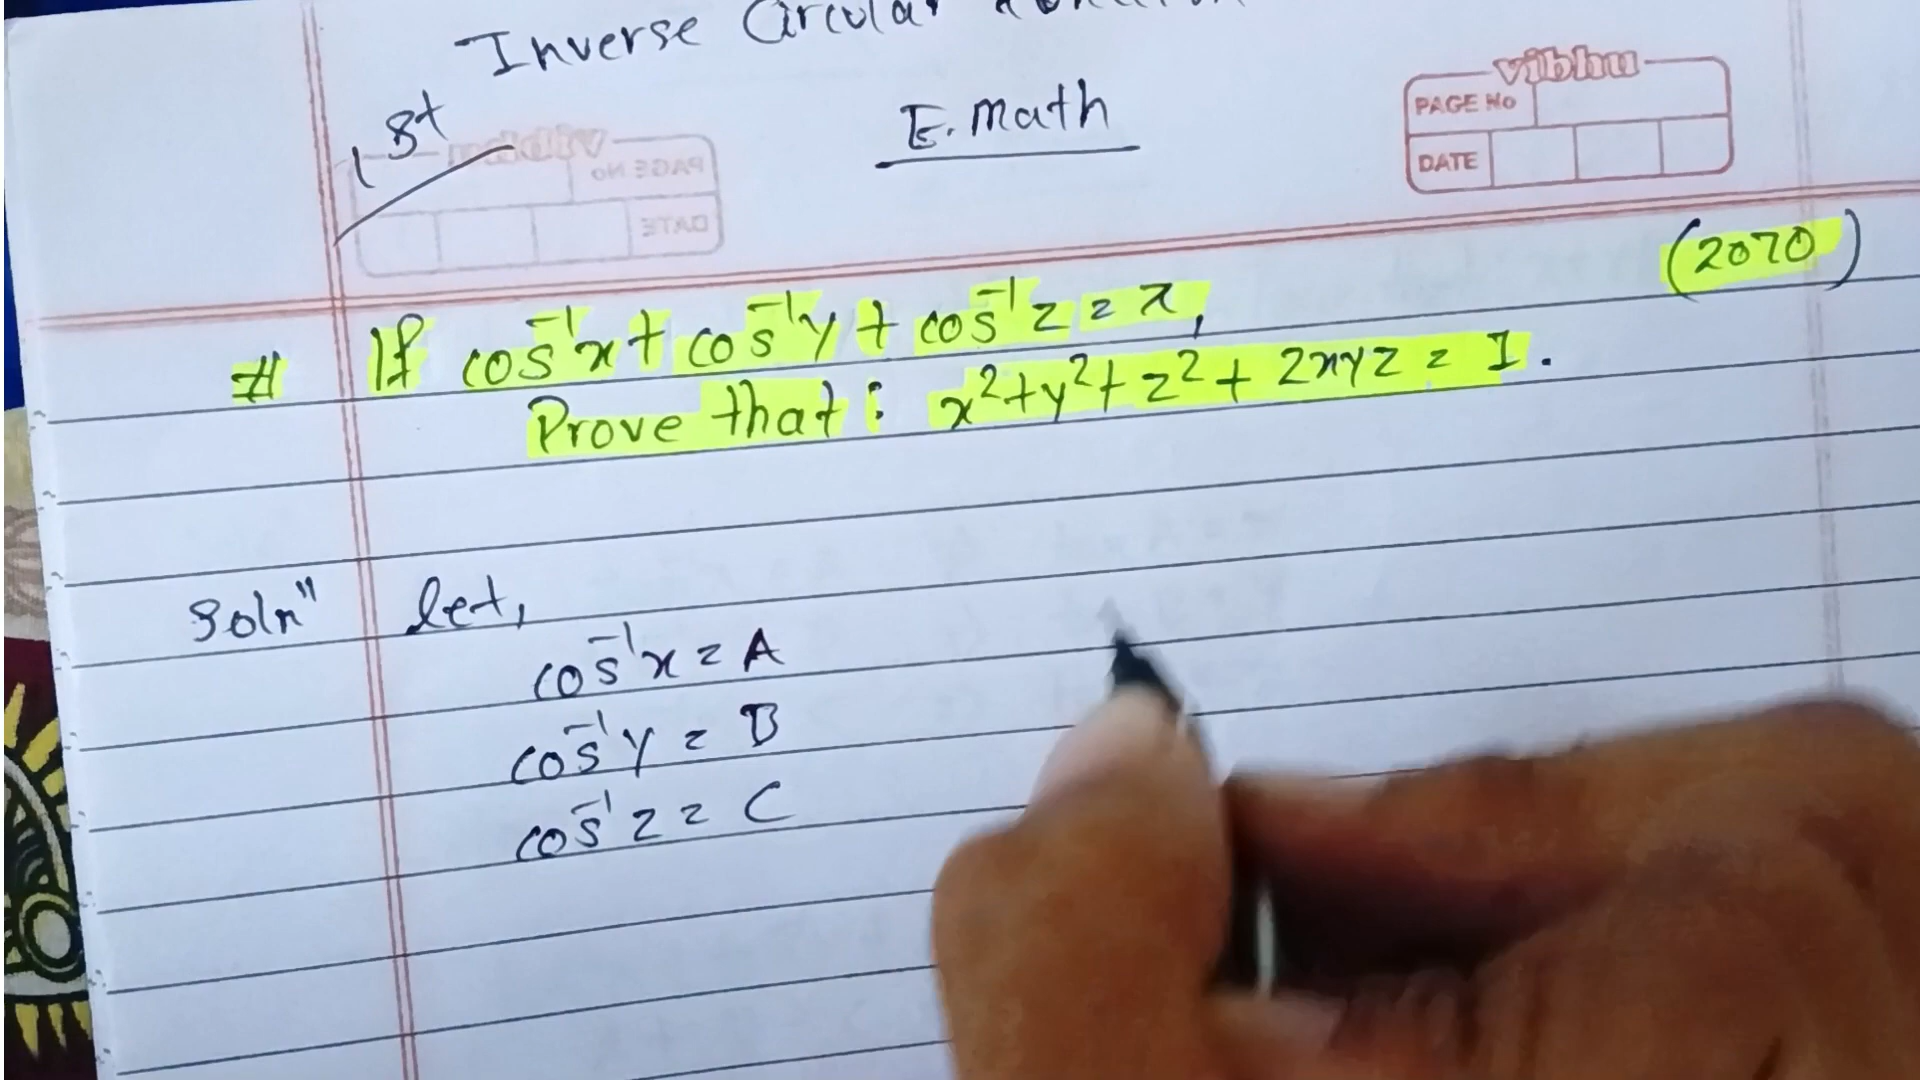 Inverse Circular
1st
E. Math
vibhu
PAGE No
DATE
(2070)
# If cos⁻¹x + cos⁻¹y + cos⁻¹z = π,
Prove that: x² + y² + z² + 2xyz = 1.
Soln" let,
cos⁻¹x = A
cos⁻¹y = B
cos⁻¹z = C